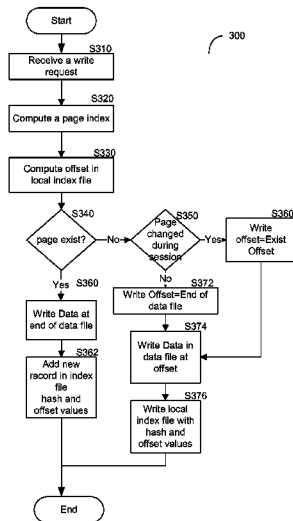 Start
300
S310
Receive a write
request
S320
Compute a page index
S330
Compute offset in
local index file
S340
page exist?
No
S350
Page
changed
during
session
Yes
S360
Write
offset=Exist
Offset
Yes
S360
Write Data at
end of data file
S362
Add new
record in index
file
hash and
offset values
No
S372
Write Offset=End of
data file
S374
Write Data in
data file at
offset
S376
Write local
index file with
hash and
offset values
End